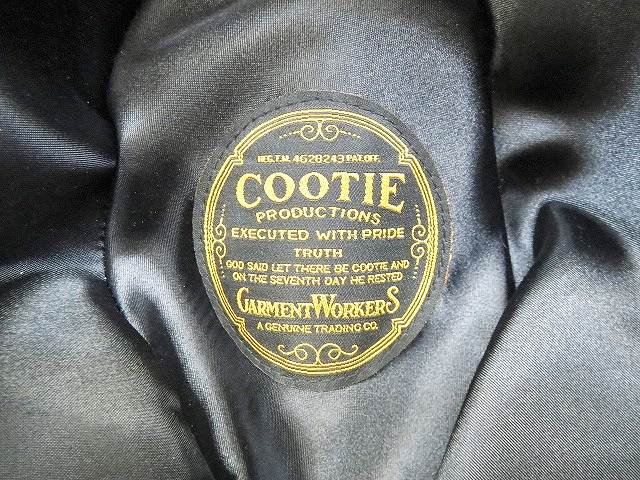 REG.T.M. 4628243 PAT.OFF.
COOTIE
PRODUCTIONS
EXECUTED WITH PRIDE
TRUTH
GOD SAID LET THERE BE COOTIE AND
ON THE SEVENTH DAY HE RESTED
GARMENT WORKERS
A GENUINE TRADING CO.